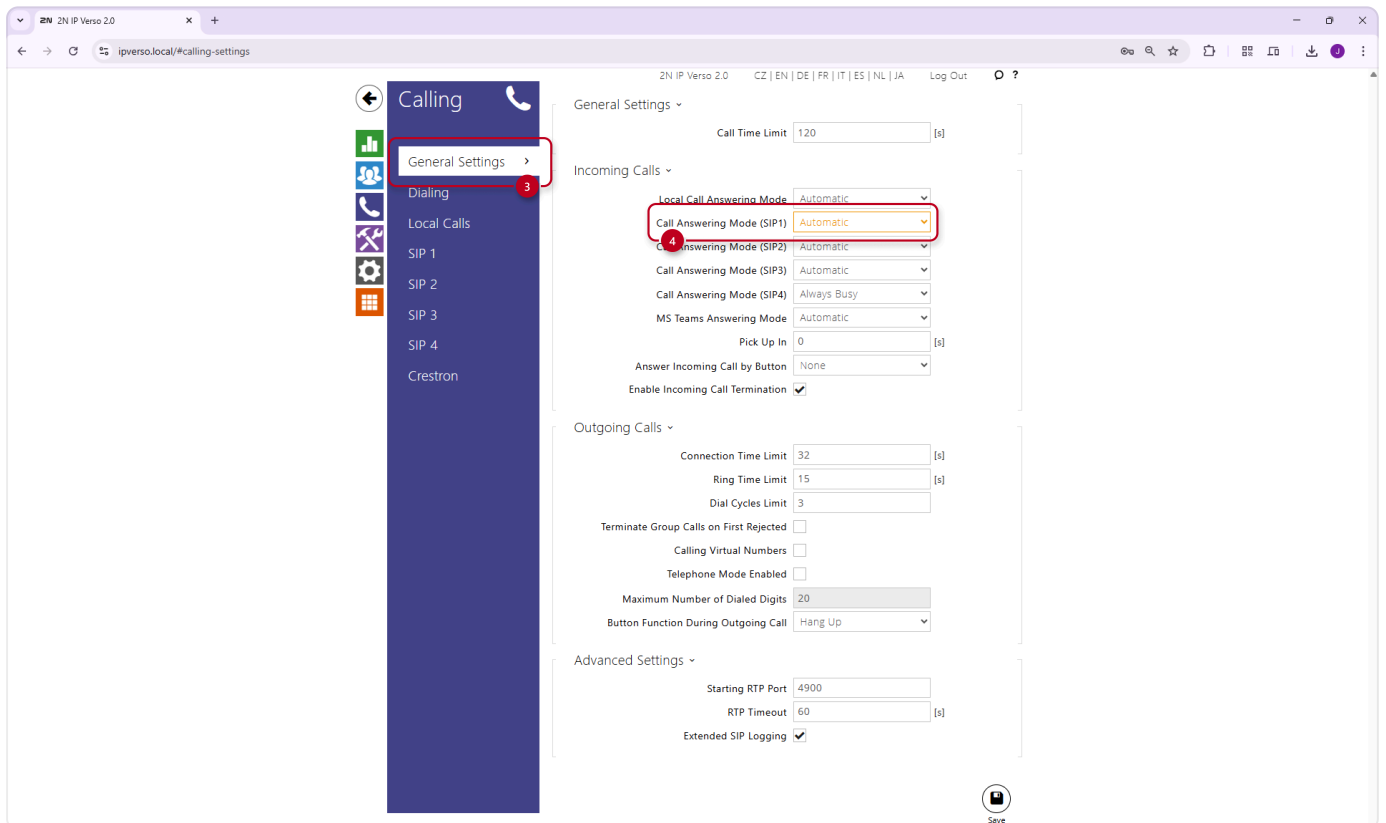 2N 2N IP Verso 2.0
ipverso.local/#calling-settings
J
2N IP Verso 2.0 CZ | EN | DE | FR | IT | ES | NL | JA Log Out ?
Calling
General Settings
3
Dialing
Local Calls
SIP 1
SIP 2
SIP 3
SIP 4
Crestron
General Settings
Call Time Limit 120 [s]
Incoming Calls
Local Call Answering Mode Automatic
Call Answering Mode (SIP1) Automatic
4
Call Answering Mode (SIP2) Automatic
Call Answering Mode (SIP3) Automatic
Call Answering Mode (SIP4) Always Busy
MS Teams Answering Mode Automatic
Pick Up In 0 [s]
Answer Incoming Call by Button None
Enable Incoming Call Termination
Outgoing Calls
Connection Time Limit 32 [s]
Ring Time Limit 15 [s]
Dial Cycles Limit 3
Terminate Group Calls on First Rejected
Calling Virtual Numbers
Telephone Mode Enabled
Maximum Number of Dialed Digits 20
Button Function During Outgoing Call Hang Up
Advanced Settings
Starting RTP Port 4900
RTP Timeout 60 [s]
Extended SIP Logging
Save